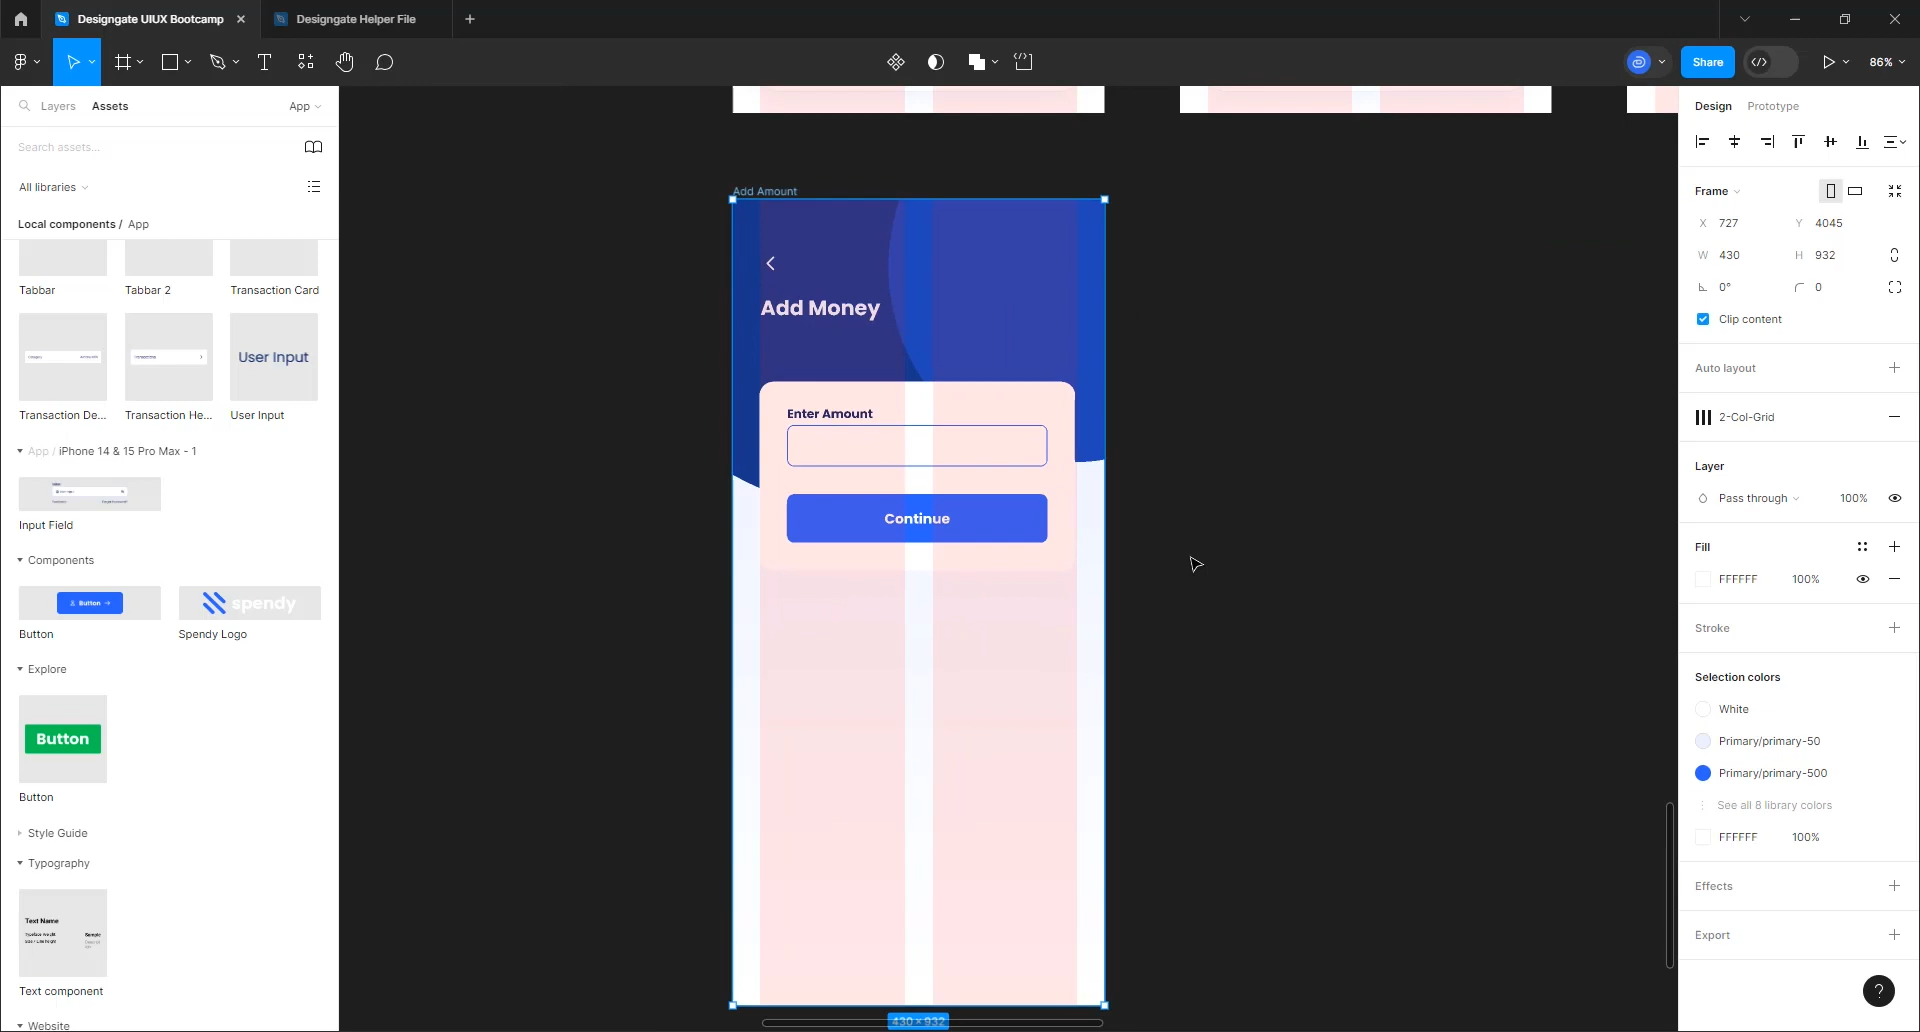 Designgate UIUX Bootcamp
Designgate Helper File
Share
86%
Layers
Assets
App
Search assets...
All libraries
Local components / App
Tabbar
Tabbar 2
Transaction Card
User Input
Transaction De...
Transaction He...
User Input
App / iPhone 14 & 15 Pro Max - 1
Input Field
Components
Button
spendy
Button
Spendy Logo
Explore
Button
Button
Style Guide
Typography
Text Name
Sample
Text component
Website
Add Amount
Add Money
Enter Amount
Continue
430 × 932
Design
Prototype
Frame
X 727
Y 4045
W 430
H 932
0°
0
Clip content
Auto layout
2-Col-Grid
Layer
Pass through
100%
Fill
FFFFFF
100%
Stroke
Selection colors
White
Primary/primary-50
Primary/primary-500
See all 8 library colors
FFFFFF
100%
Effects
Export
?